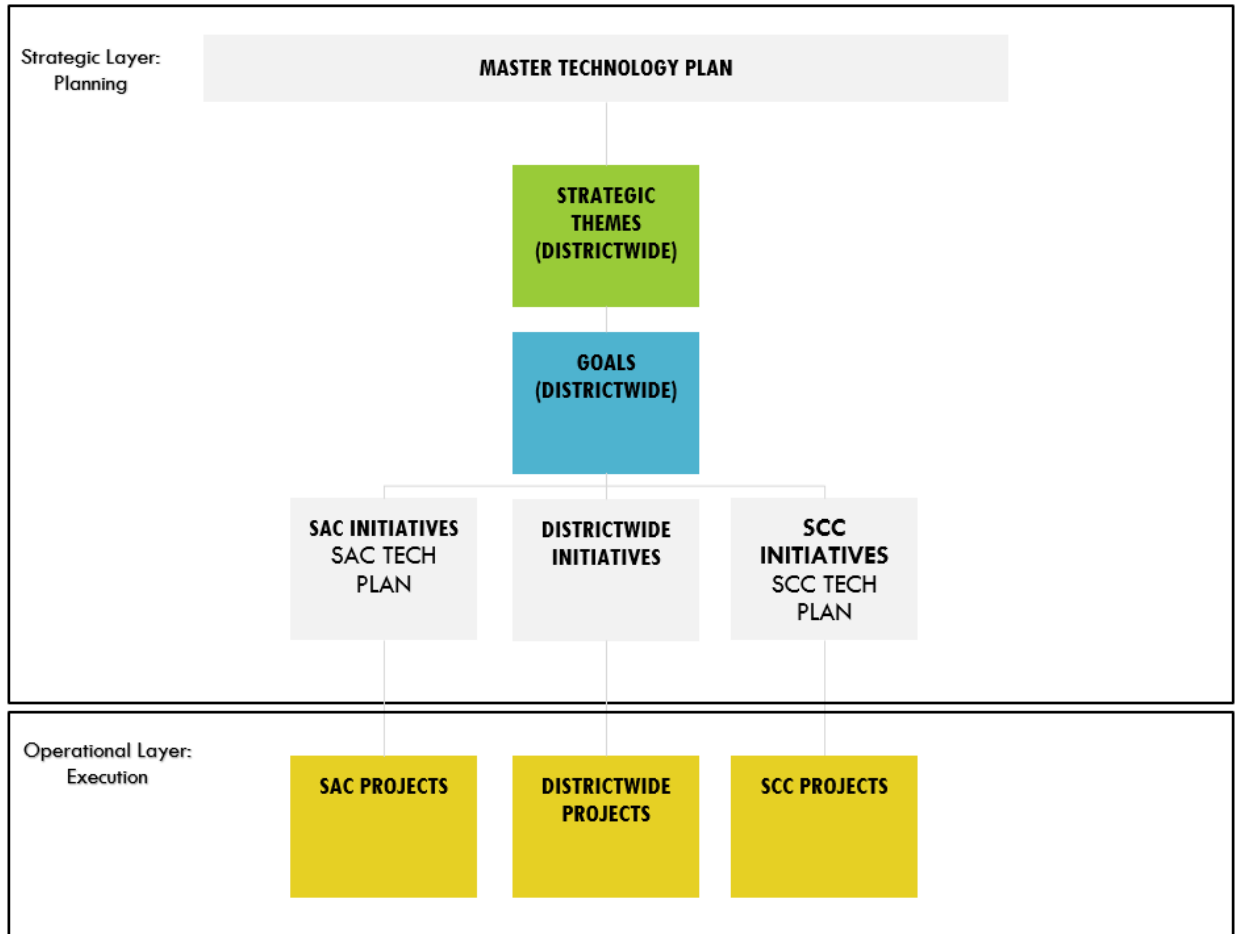 Strategic Layer:
Planning
MASTER TECHNOLOGY PLAN
STRATEGIC
THEMES
(DISTRICTWIDE)
GOALS
(DISTRICTWIDE)
SAC INITIATIVES
SAC TECH
PLAN
DISTRICTWIDE
INITIATIVES
SCC
INITIATIVES
SCC TECH
PLAN
Operational Layer:
Execution
SAC PROJECTS
DISTRICTWIDE
PROJECTS
SCC PROJECTS